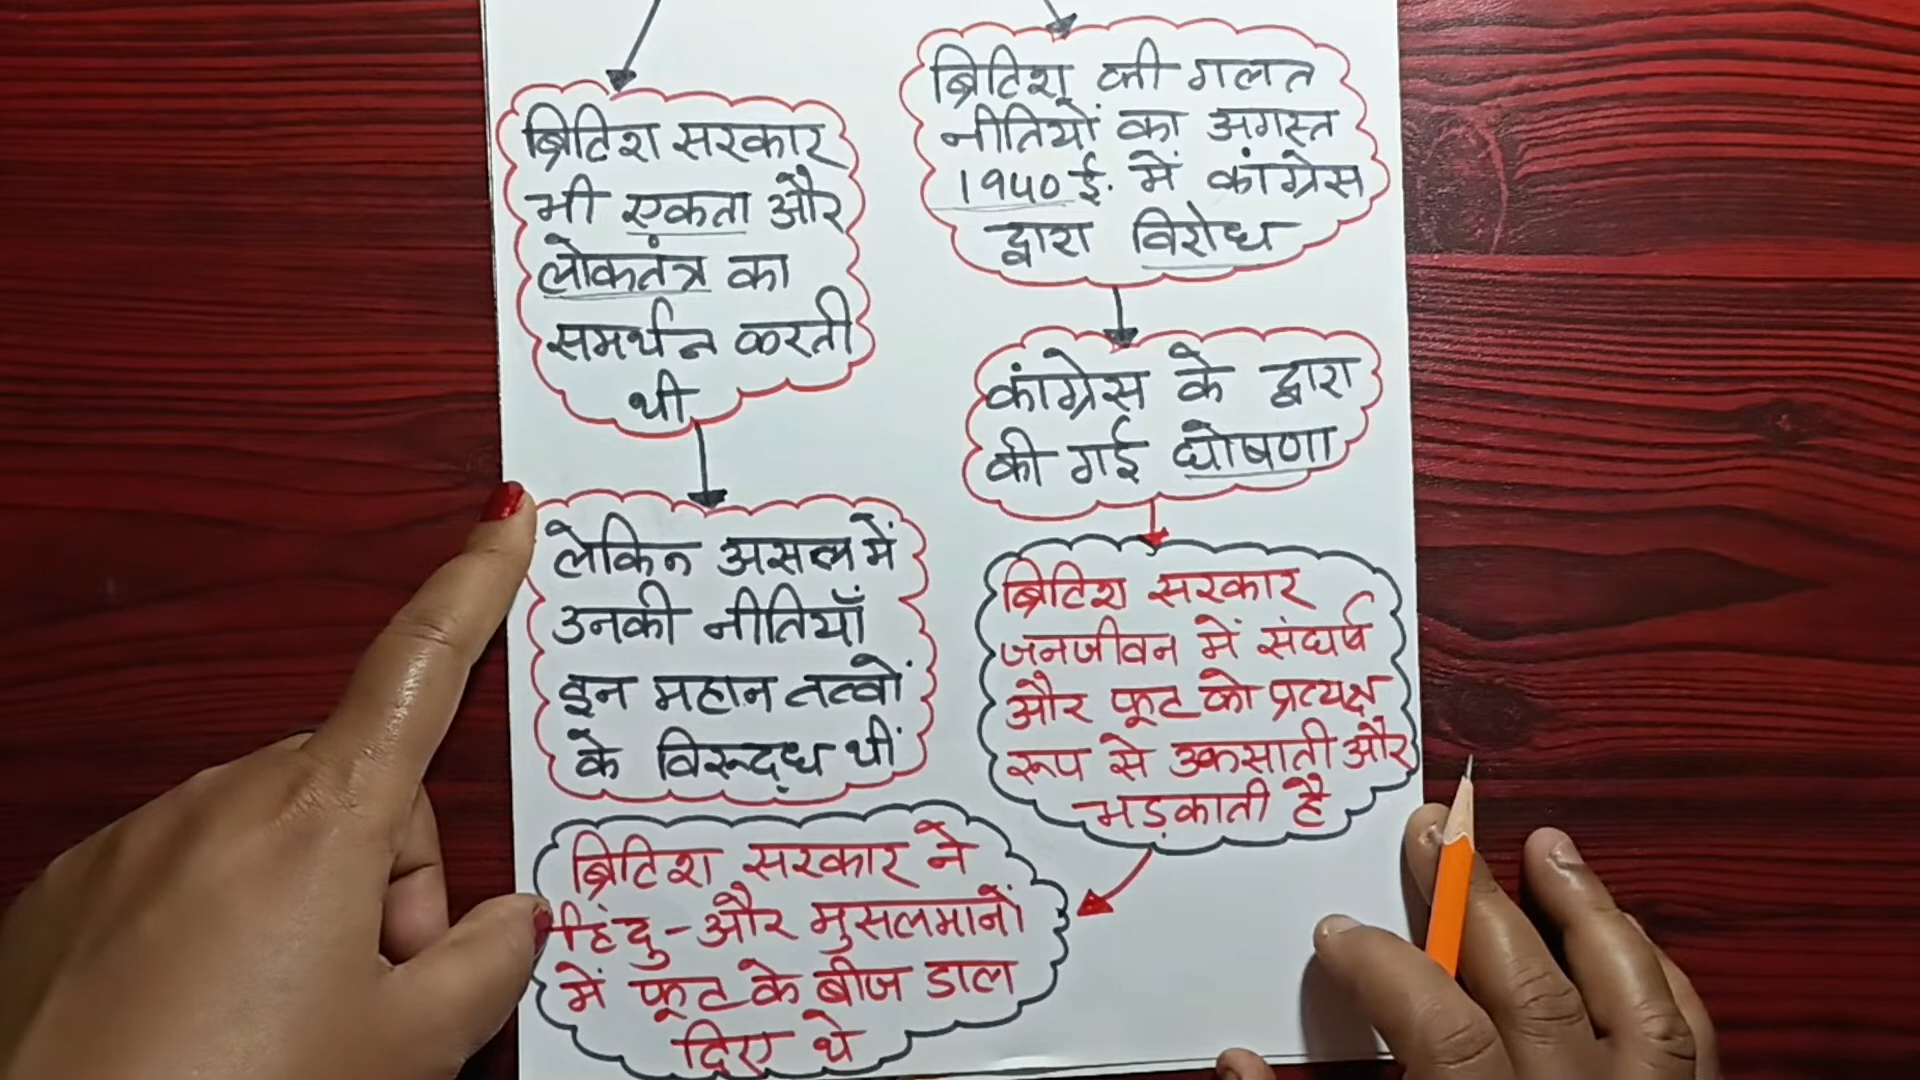 ब्रिटिश सरकार
भी एकता और
लोकतंत्र का
समर्थन करती
थी
लेकिन असल में
उनकी नीतियाँ
इन महान तत्वों
के विरूद्ध थीं
ब्रिटिश की गलत
नीतियों का अगस्त
1940 ई. में कांग्रेस
द्वारा विरोध
कांग्रेस के द्वारा
की गई घोषणा
ब्रिटिश सरकार
जनजीवन में संघर्ष
और फूट को प्रत्यक्ष
रूप से उकसाती और
भड़काती है
ब्रिटिश सरकार ने
हिंदु - और मुसलमानों
में फूट के बीज डाल
दिए थे